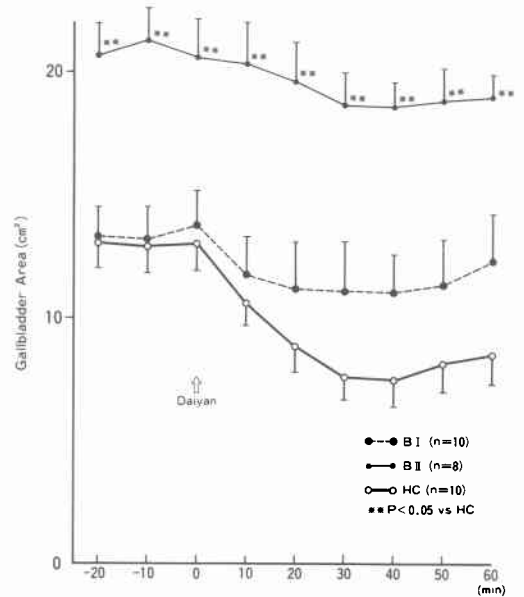 Gallbladder Area (cm²)
20
10
0
**
**
**
**
**
**
**
**
**
Daiyan
B I (n=10)
B II (n=8)
HC (n=10)
** P<0.05 vs HC
-20 -10 0 10 20 30 40 50 60
(min)